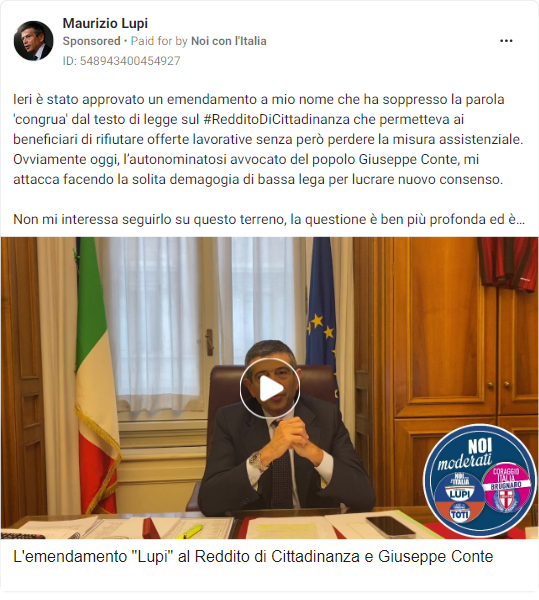 Maurizio Lupi
Sponsored • Paid for by Noi con l'Italia
ID: 548943400454927
Ieri è stato approvato un emendamento a mio nome che ha soppresso la parola
'congrua' dal testo di legge sul #RedditoDiCittadinanza che permetteva ai
beneficiari di rifiutare offerte lavorative senza però perdere la misura assistenziale.
Ovviamente oggi, l'autonominatosi avvocato del popolo Giuseppe Conte, mi
attacca facendo la solita demagogia di bassa lega per lucrare nuovo consenso.
Non mi interessa seguirlo su questo terreno, la questione è ben più profonda ed è…
NOI
moderati
NOI
L'ITALIA
LUPI
TOTI
CORAGGIO
ITALIA
BRUGNARO
L'emendamento "Lupi" al Reddito di Cittadinanza e Giuseppe Conte